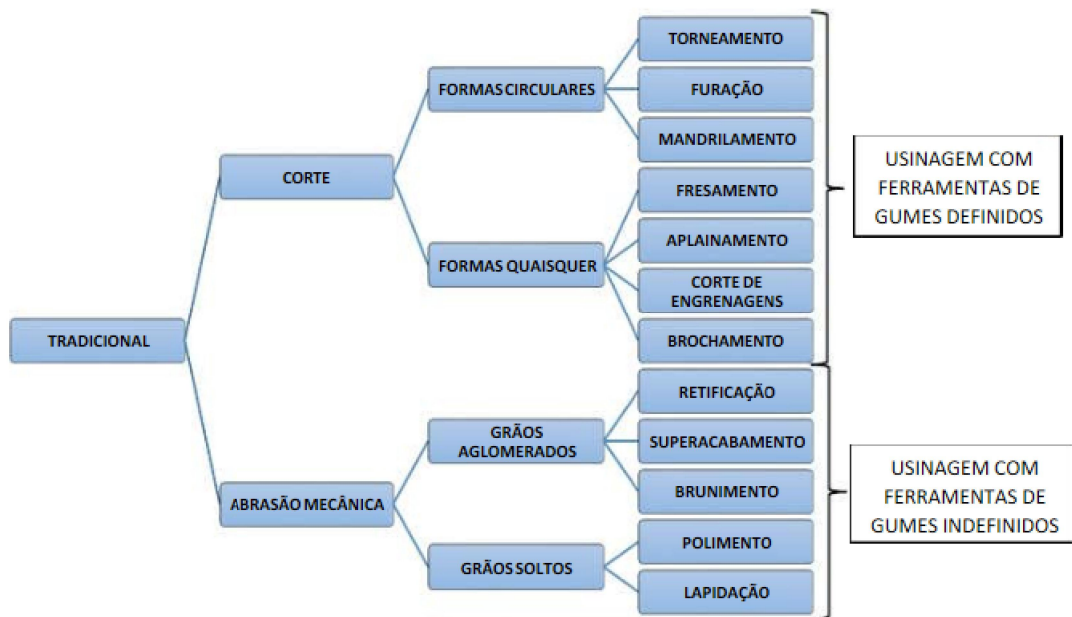 TORNEAMENTO
FORMAS CIRCULARES
FURAÇÃO
MANDRILAMENTO
CORTE
USINAGEM COM
FERRAMENTAS DE
GUMES DEFINIDOS
FRESAMENTO
APLAINAMENTO
FORMAS QUAISQUER
CORTE DE
ENGRENAGENS
BROCHAMENTO
TRADICIONAL
RETIFICAÇÃO
GRÃOS
AGLOMERADOS
SUPERACABAMENTO
BRUNIMENTO
USINAGEM COM
FERRAMENTAS DE
GUMES INDEFINIDOS
ABRASÃO MECÂNICA
POLIMENTO
GRÃOS SOLTOS
LAPIDAÇÃO